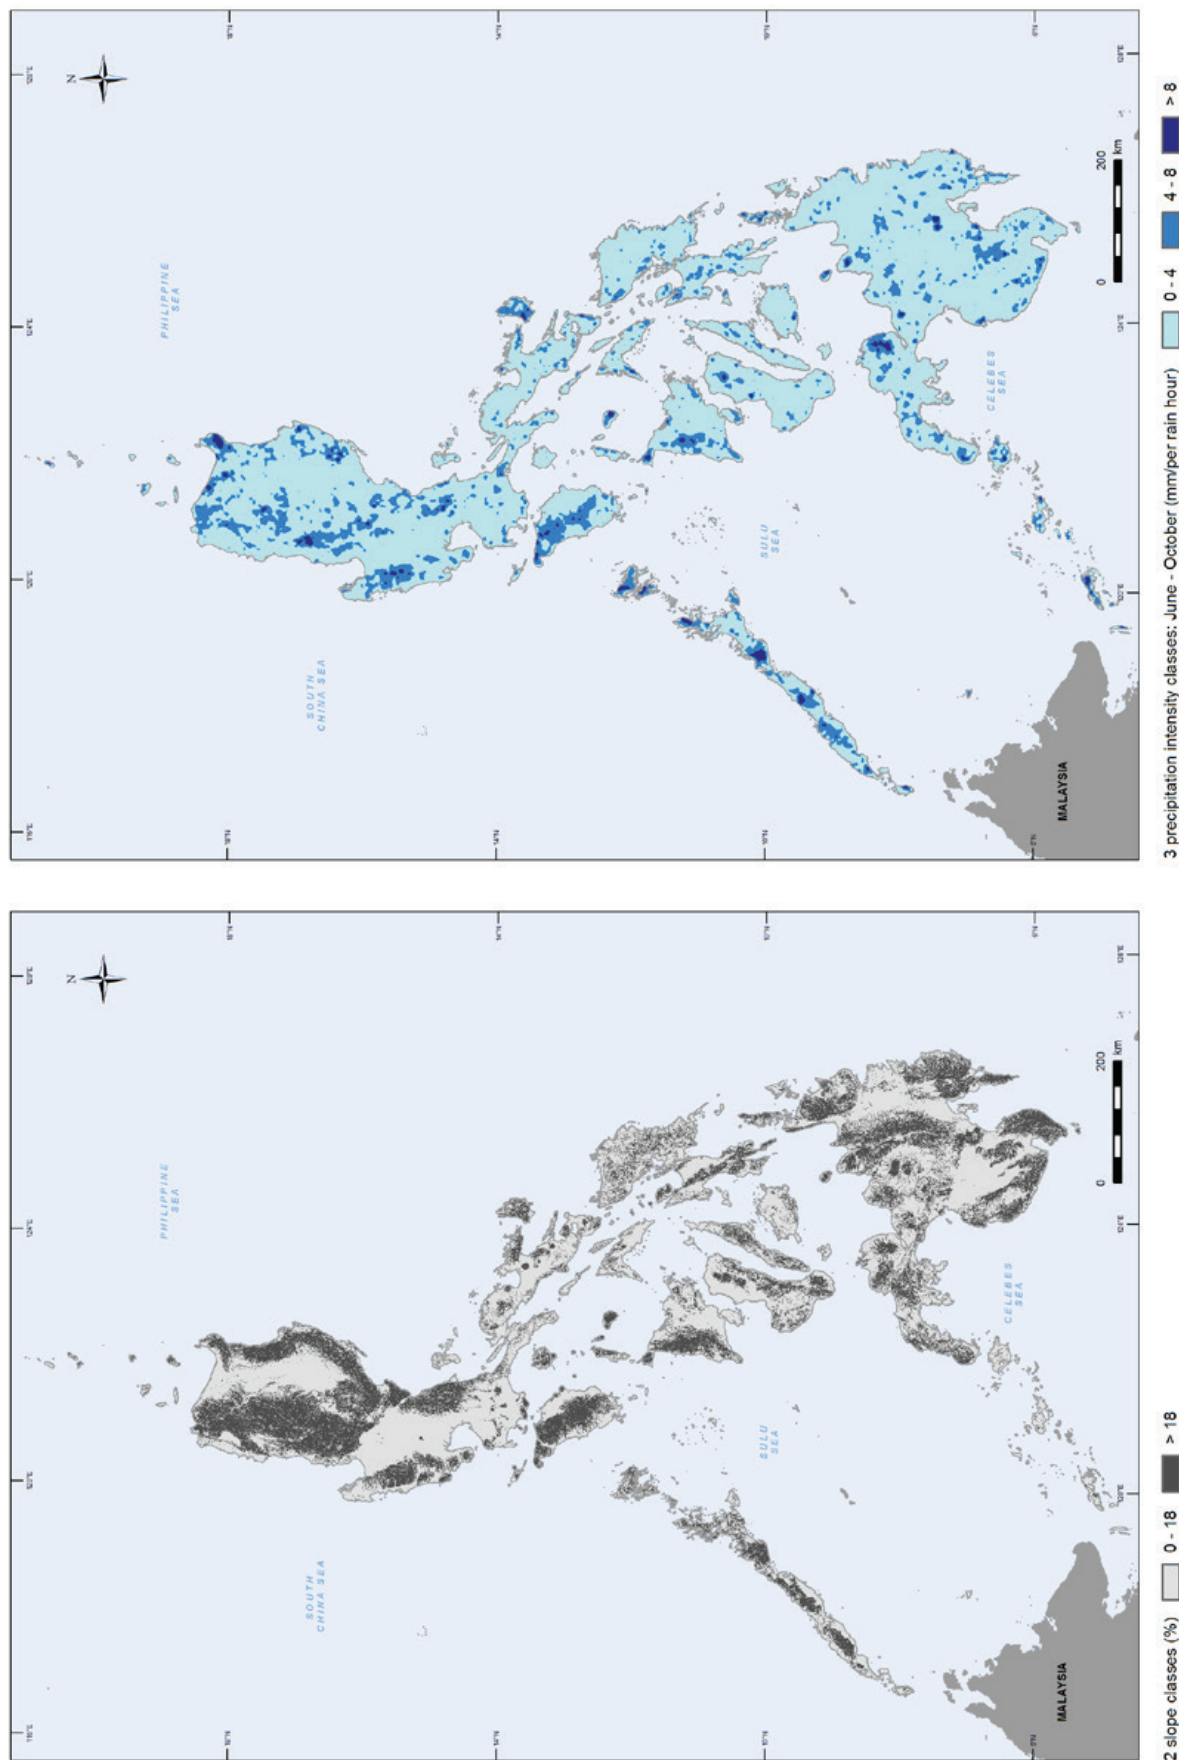 N
PHILIPPINE
SEA
SOUTH
CHINA SEA
SULU
SEA
CELEBES
SEA
MALAYSIA
0 200
km
2 slope classes (%) 0 - 18 > 18
N
PHILIPPINE
SEA
SOUTH
CHINA SEA
SULU
SEA
CELEBES
SEA
MALAYSIA
0 200
km
3 precipitation intensity classes: June - October (mm/per rain hour) 0 - 4 4 - 8 > 8